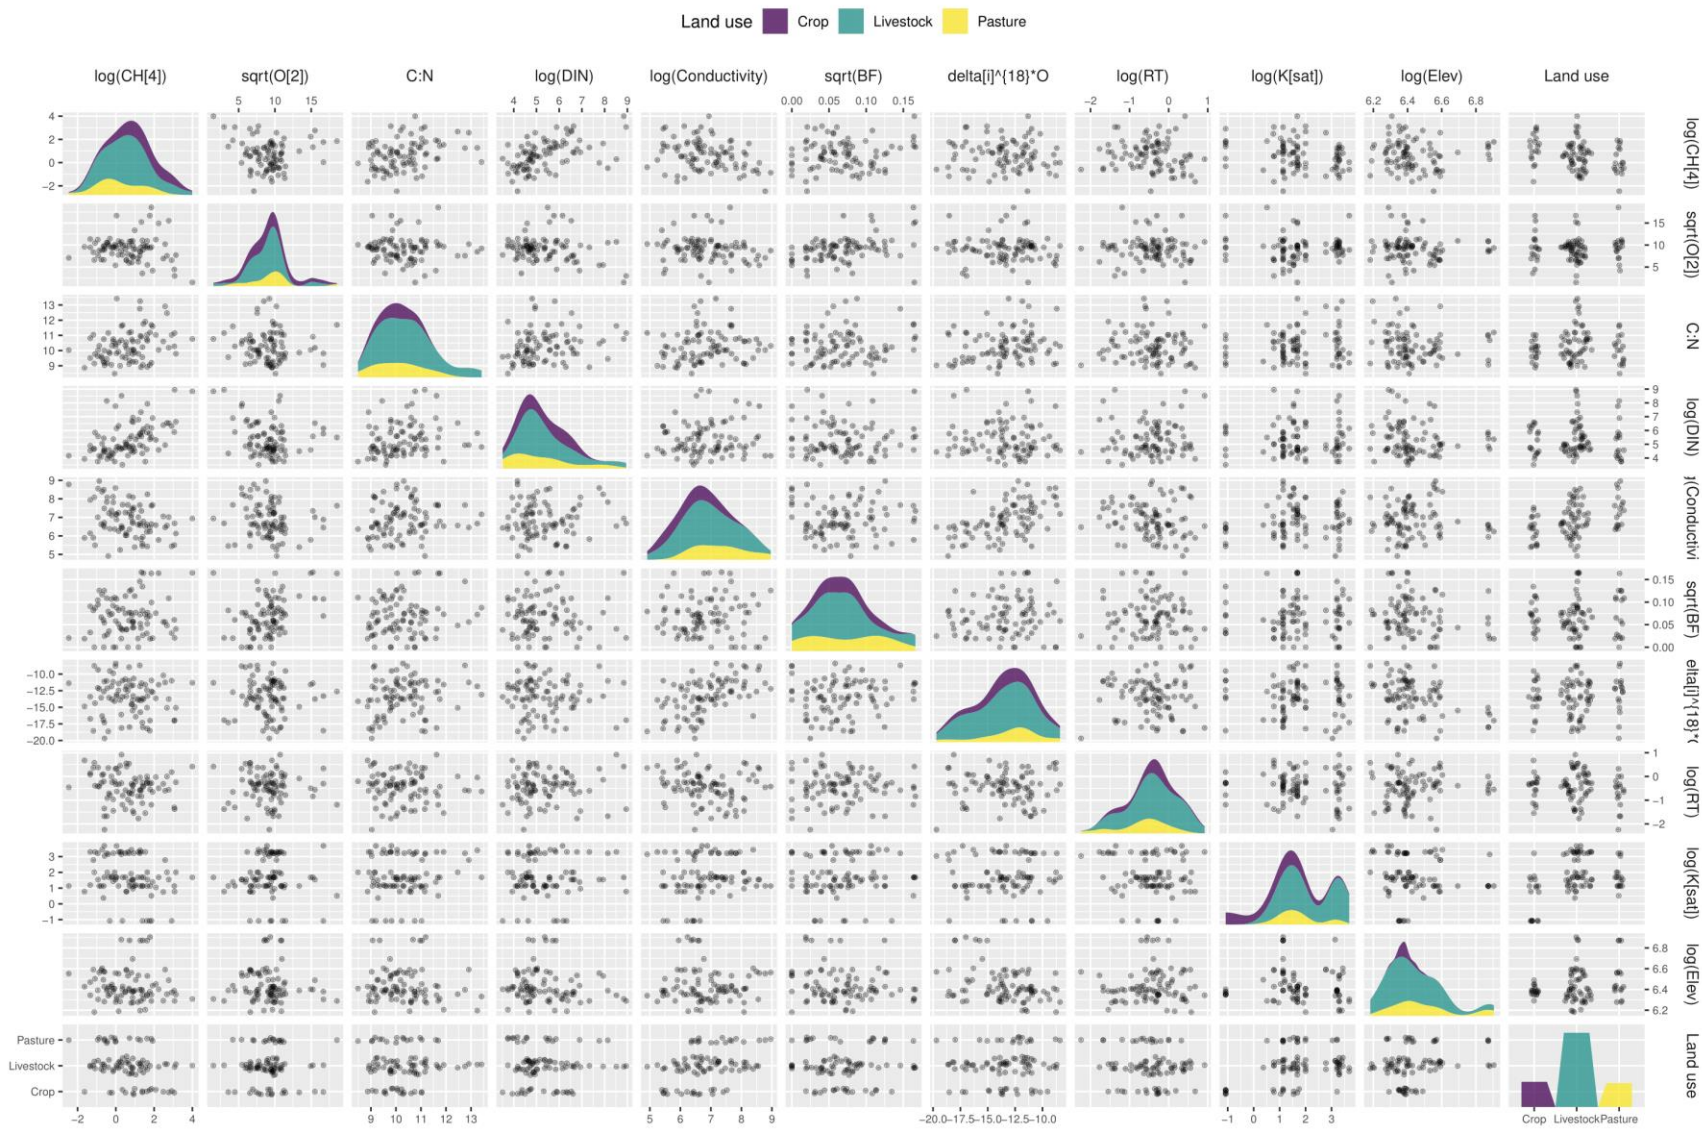 Land use Crop Livestock Pasture
log(CH[4]) sqrt(O[2]) C:N log(DIN) log(Conductivity) sqrt(BF) delta[i]^{18}*O log(RT) log(K[sat]) log(Elev) Land use
5 10 15 4 5 6 7 8 9 0.00 0.05 0.10 0.15 −2 −1 0 1 6.2 6.4 6.6 6.8
4
2
0
−2
log(CH[4])
15
10
5
sqrt(O[2])
13
12
11
10
9
C:N
9
8
7
6
5
4
log(DIN)
9
8
7
6
5
(Conductivi
0.15
0.10
0.05
0.00
sqrt(BF)
−10.0
−12.5
−15.0
−17.5
−20.0
elta[i]^{18}*(
1
0
−1
−2
log(RT)
3
2
1
0
−1
log(K[sat])
6.8
6.6
6.4
6.2
log(Elev)
Pasture
Livestock
Crop
Land use
−2 0 2 4 9 10 11 12 13 5 6 7 8 9 −20.0−17.5−15.0−12.5−10.0 −1 0 1 2 3 Crop Livestock Pasture